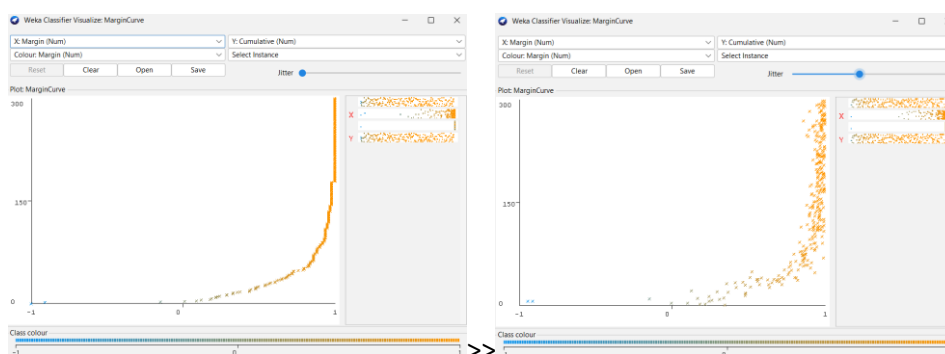 Weka Classifier Visualize: MarginCurve
X: Margin (Num)
Y: Cumulative (Num)
Colour: Margin (Num)
Select Instance
Reset
Clear
Open
Save
Jitter
Plot: MarginCurve
300
150
0
-1
0
1
X
Y
Class colour
-1
0
1
>>
Weka Classifier Visualize: MarginCurve
X: Margin (Num)
Y: Cumulative (Num)
Colour: Margin (Num)
Select Instance
Reset
Clear
Open
Save
Jitter
Plot: MarginCurve
300
150
0
-1
0
1
X
Y
Class colour
-1
0